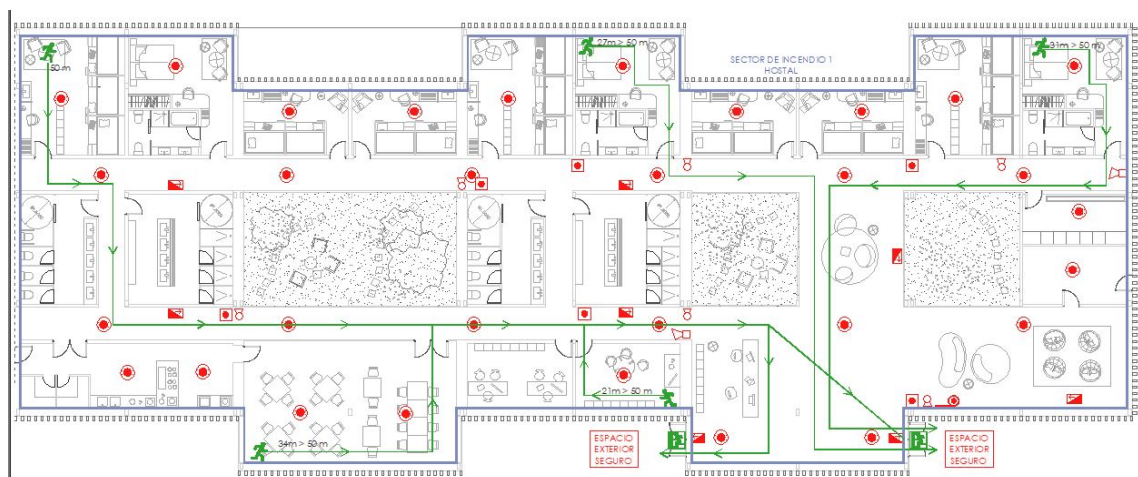 27m > 50 m
31m > 50 m
50 m
SECTOR DE INCENDIO 1
HOSTAL
21m > 50 m
34m > 50 m
ESPACIO
EXTERIOR
SEGURO
ESPACIO
EXTERIOR
SEGURO